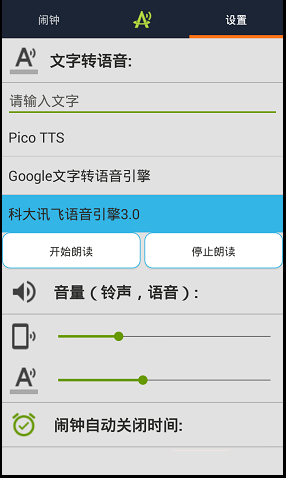 闹钟
设置
文字转语音:
请输入文字
Pico TTS
Google文字转语音引擎
科大讯飞语音引擎3.0
开始朗读
停止朗读
音量（铃声，语音）:
闹钟自动关闭时间: